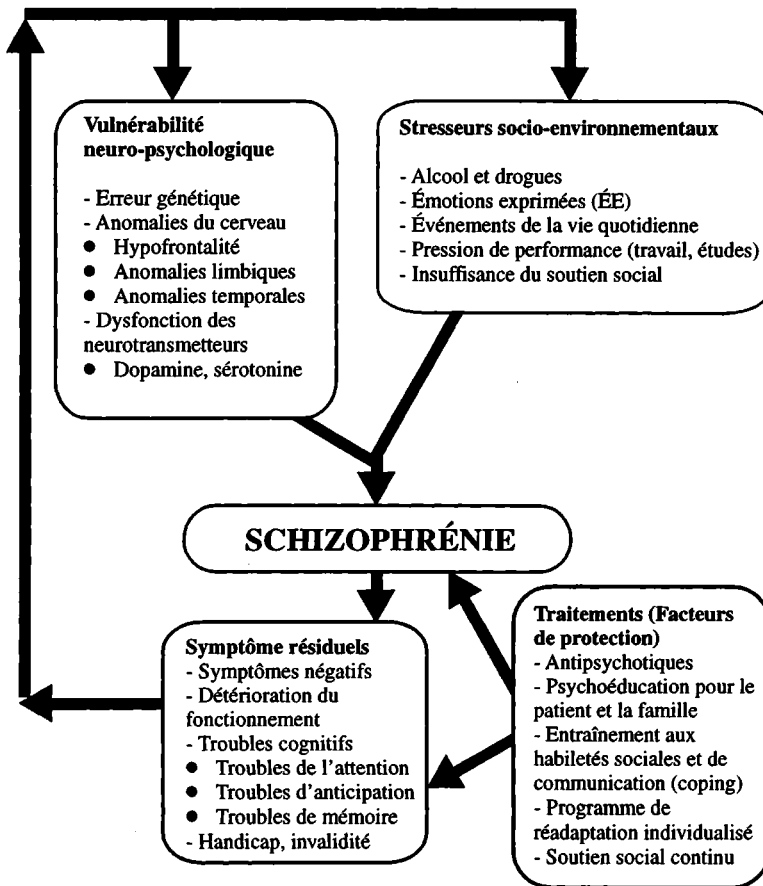 Vulnérabilité
neuro-psychologique
- Erreur génétique
- Anomalies du cerveau
● Hypofrontalité
● Anomalies limbiques
● Anomalies temporales
- Dysfonction des
neurotransmetteurs
● Dopamine, sérotonine
Stresseurs socio-environnementaux
- Alcool et drogues
- Émotions exprimées (ÉE)
- Événements de la vie quotidienne
- Pression de performance (travail, études)
- Insuffisance du soutien social
SCHIZOPHRÉNIE
Symptôme résiduels
- Symptômes négatifs
- Détérioration du
fonctionnement
- Troubles cognitifs
● Troubles de l'attention
● Troubles d'anticipation
● Troubles de mémoire
- Handicap, invalidité
Traitements (Facteurs
de protection)
- Antipsychotiques
- Psychoéducation pour le
patient et la famille
- Entraînement aux
habiletés sociales et de
communication (coping)
- Programme de
réadaptation individualisé
- Soutien social continu